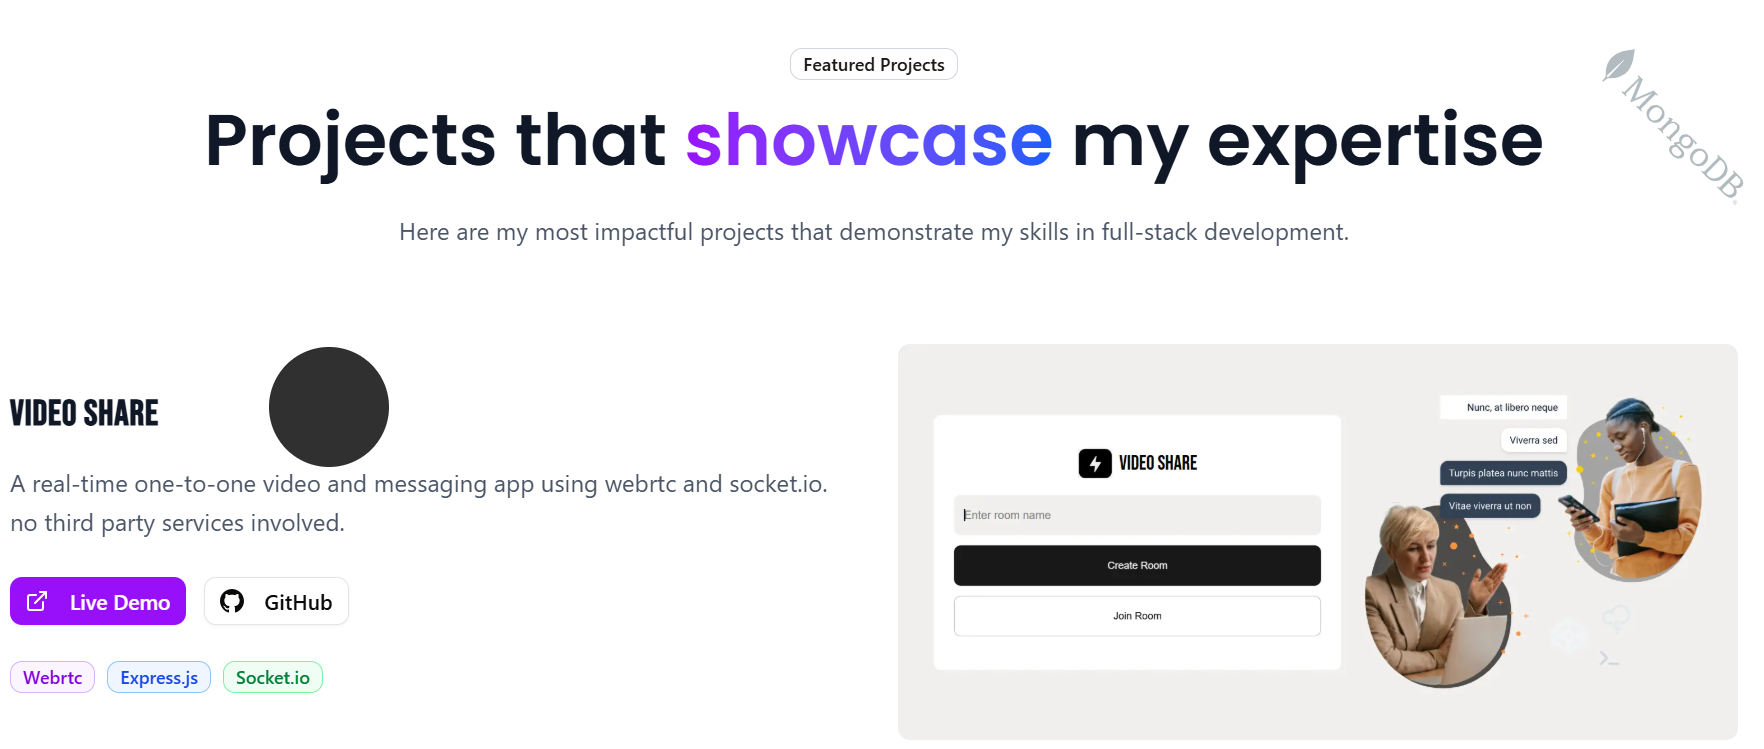 Featured Projects
MongoDB.
Projects that showcase my expertise
Here are my most impactful projects that demonstrate my skills in full-stack development.
VIDEO SHARE
A real-time one-to-one video and messaging app using webrtc and socket.io.
no third party services involved.
Live Demo
GitHub
Webrtc
Express.js
Socket.io
VIDEO SHARE
Enter room name
Create Room
Join Room
Nunc, at libero neque
Viverra sed
Turpis platea nunc mattis
Vitae viverra ut non